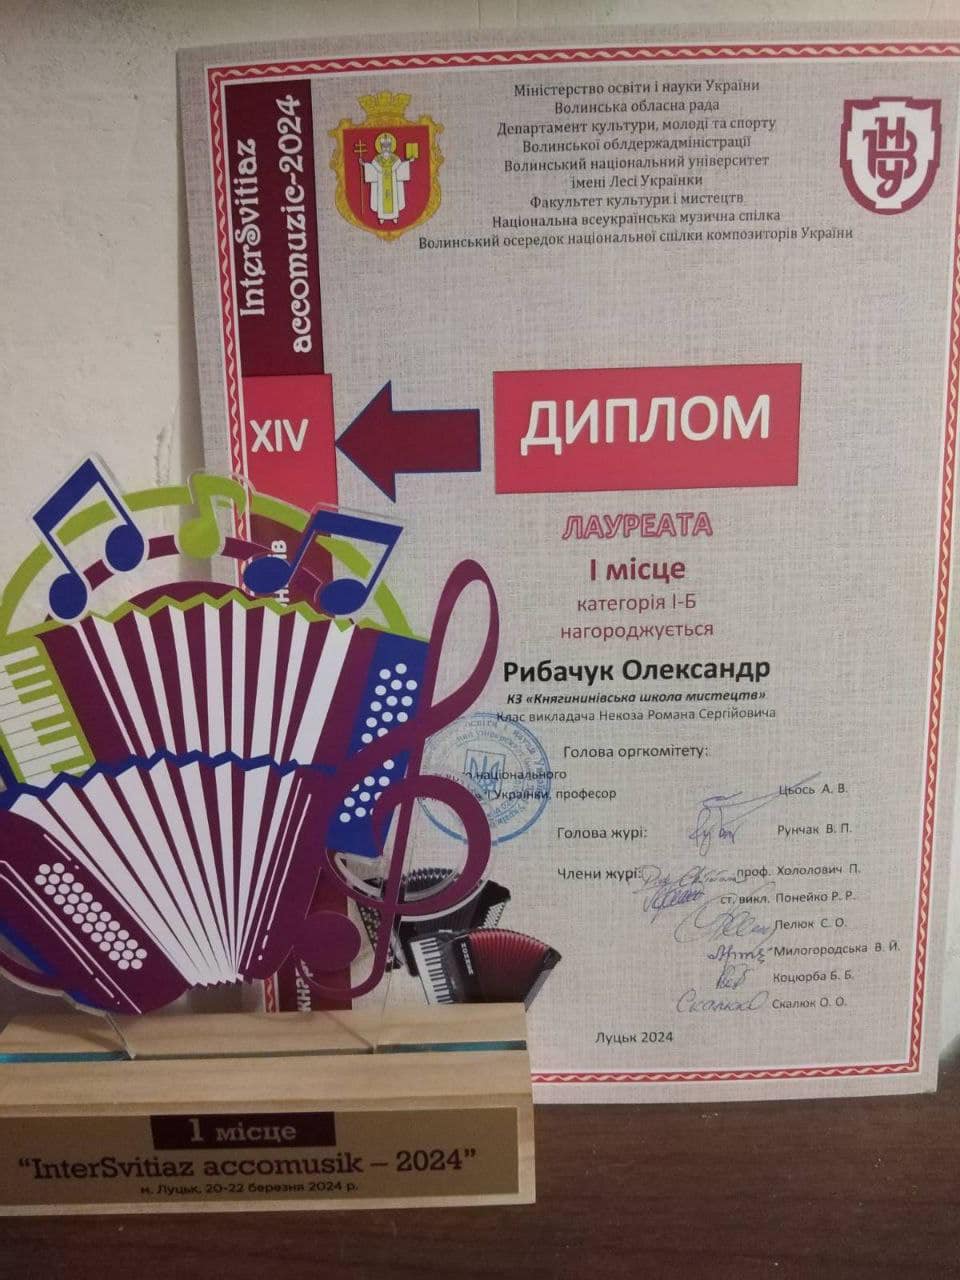 Міністерство освіти і науки України
Волинська обласна рада
Департамент культури, молоді та спорту
Волинської облдержадміністрації
Волинський національний університет
імені Лесі Українки
Факультет культури і мистецтв
Національна всеукраїнська музична спілка
Волинський осередок національної спілки композиторів України
InterSvitiaz
accomuzic-2024
XIV
ДИПЛОМ
ЛАУРЕАТА
І місце
категорія І-Б
нагороджується
Рибачук Олександр
КЗ «Княгининівська школа мистецтв»
Клас викладача Некоза Романа Сергійовича
Голова оргкомітету:
національного
Українки, професор
Цьось А. В.
Голова журі:
Рунчак В. П.
Члени журі:
проф. Хололович П.
ст. викл. Понейко Р. Р.
Лелюк С. О.
Милогородська В. Й.
Коцюрба Б. Б.
Скалюк О. О.
Луцьк 2024
1 місце
“InterSvitiaz accomusik – 2024”
м. Луцьк, 20-22 березня 2024 р.